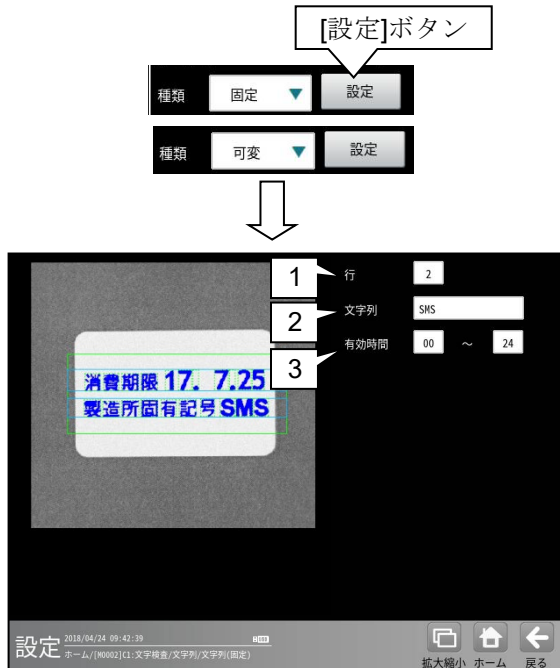 [設定]ボタン
種類 固定 ▼ 設定
種類 可変 ▼ 設定
1 行 2
2 文字列 SMS
3 有効時間 00 ～ 24
消費期限 17. 7.25
製造所固有記号 SMS
設定 2018/04/24 09:42:39
ホーム/[M0002]C1:文字検査/文字列/文字列(固定)
拡大縮小 ホーム 戻る